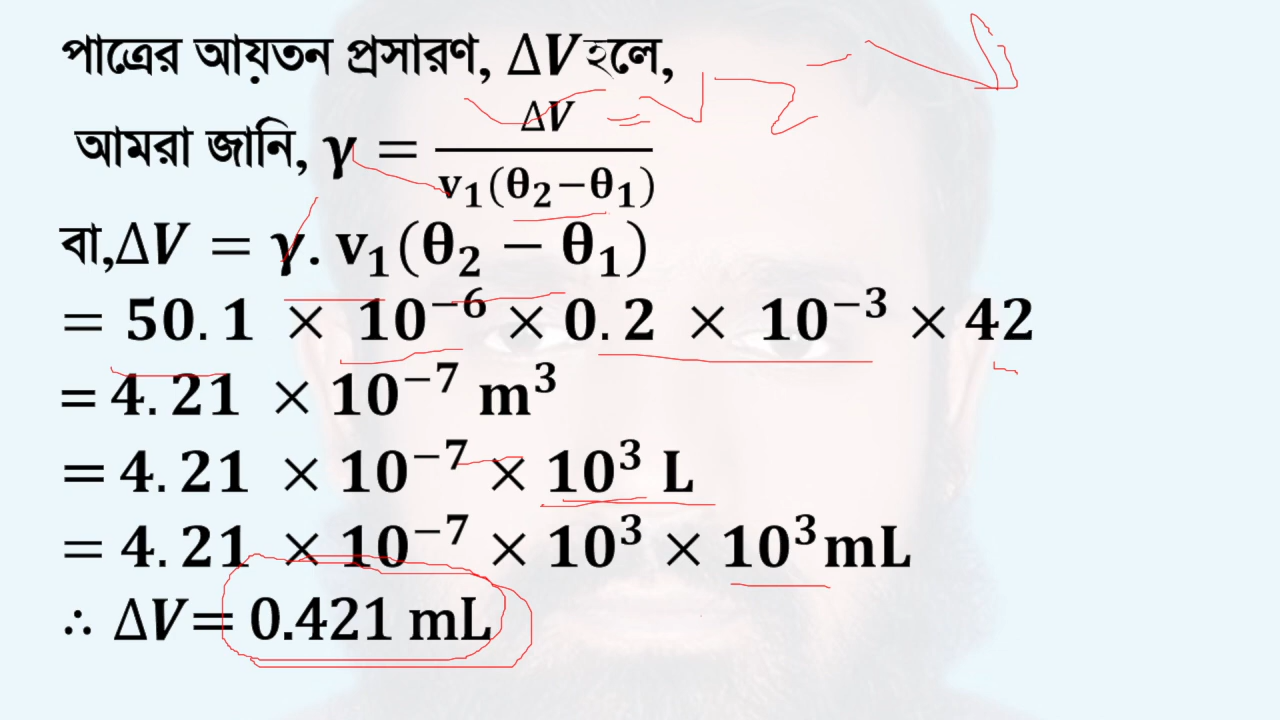 পাত্রের আয়তন প্রসারণ, ΔV হলে,
আমরা জানি, γ = ΔV / v₁(θ₂−θ₁)
বা,ΔV = γ. v₁(θ₂ − θ₁)
= 50.1 × 10⁻⁶ × 0.2 × 10⁻³ × 42
= 4.21 × 10⁻⁷ m³
= 4.21 × 10⁻⁷ × 10³ L
= 4.21 × 10⁻⁷ × 10³ × 10³mL
∴ ΔV= 0.421 mL